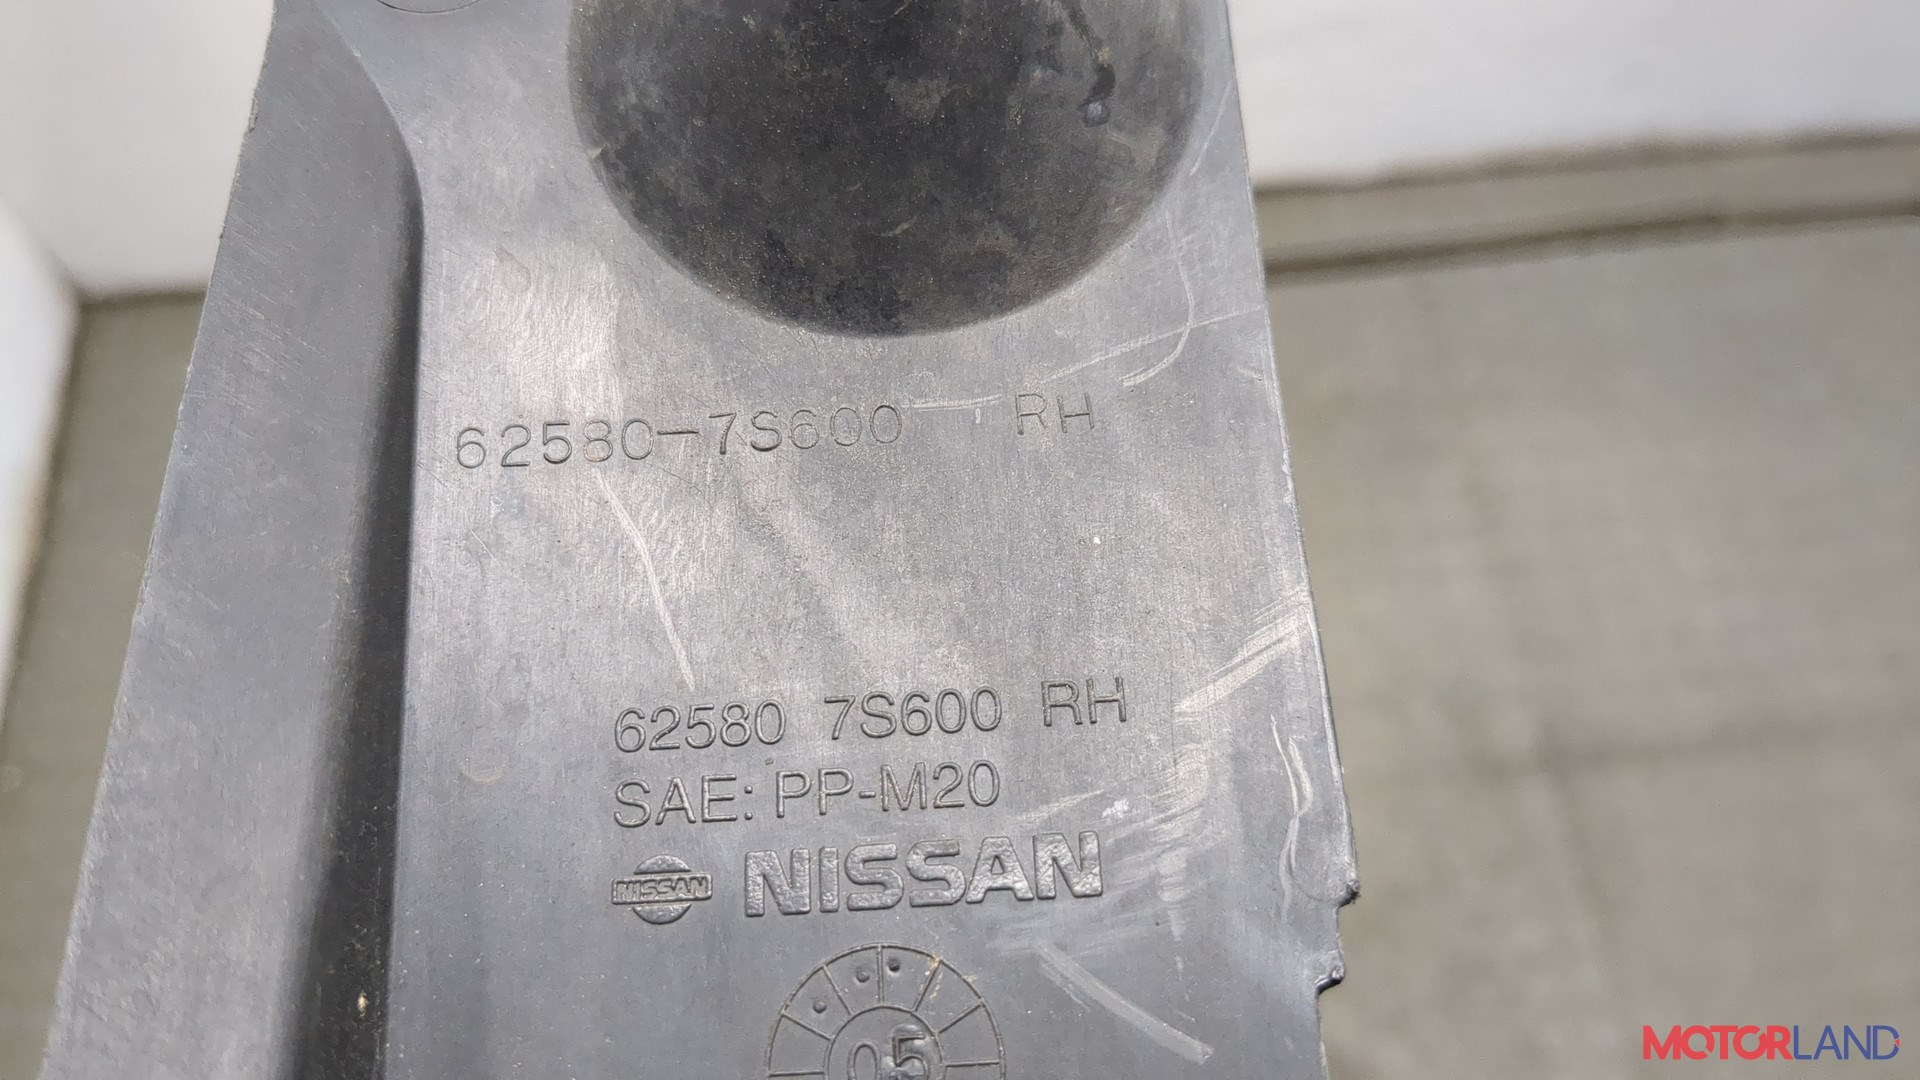 62580-7S600 RH
62580 7S600 RH
SAE: PP-M20
NISSAN NISSAN
05
MOTORLAND